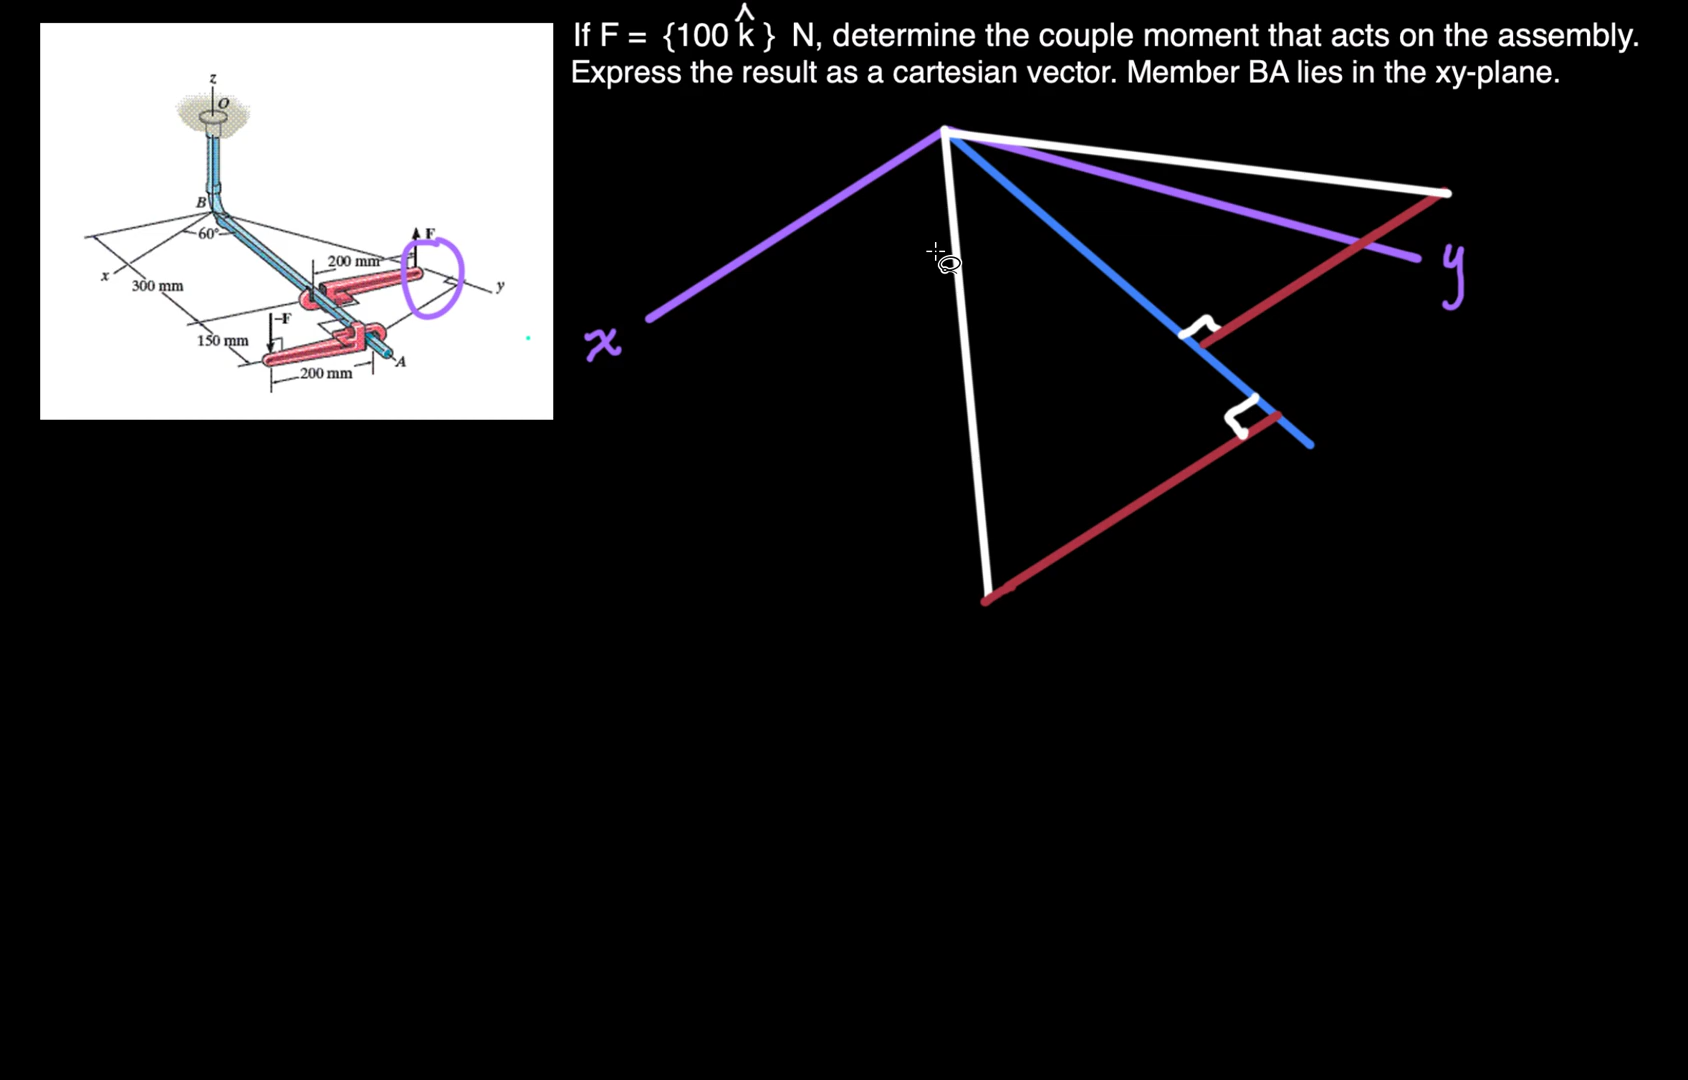 If F = {100 k̂ } N, determine the couple moment that acts on the assembly.
Express the result as a cartesian vector. Member BA lies in the xy-plane.
z
O
B
60°
F
200 mm
x
300 mm
y
–F
150 mm
A
200 mm
x
y